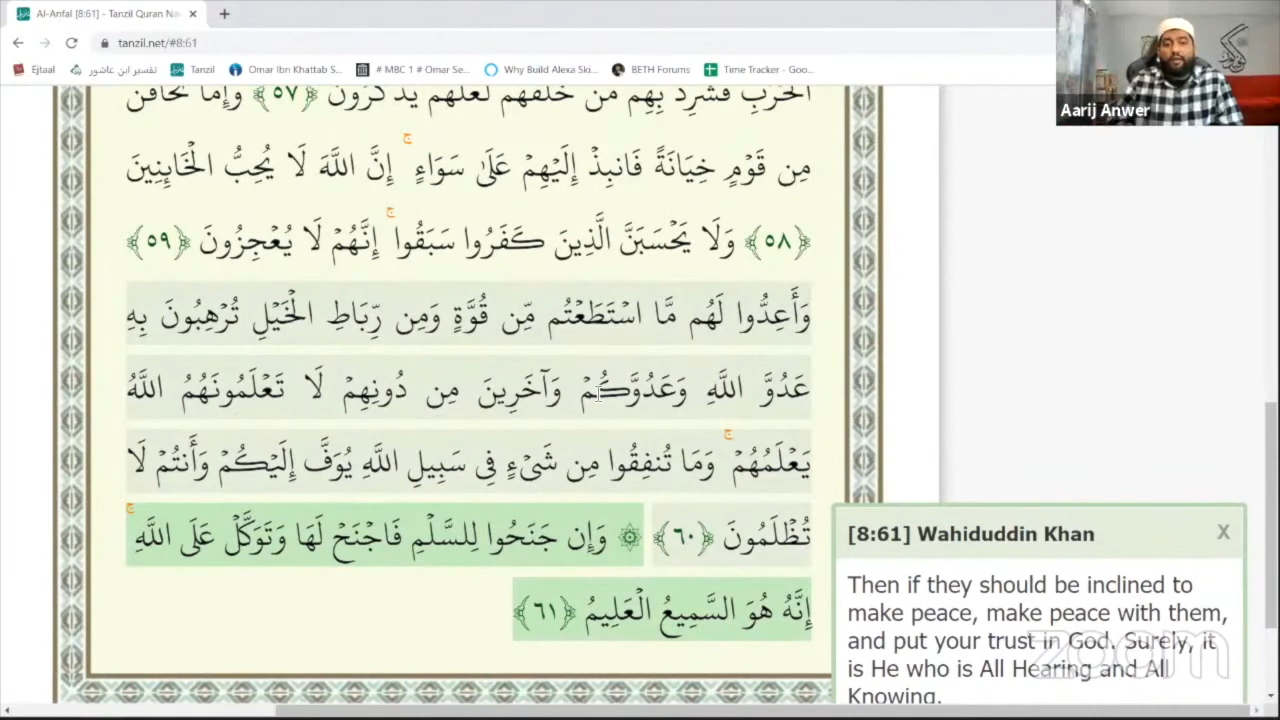 Al-Anfal [8:61] - Tanzil Quran Na
tanzil.net/#8:61
Ejtaal تفسير ابن عاشور Tanzil Omar Ibn Khattab S... # MBC 1 # Omar Se... Why Build Alexa Ski... BETH Forums Time Tracker - Goo...
Aarij Anwer
الْحَرْبِ فَشَرِّدْ بِهِم مَّنْ خَلْفَهُمْ لَعَلَّهُمْ يَذَّكَّرُونَ ﴿٥٧﴾ وَإِمَّا تَخَافَنَّ
مِن قَوْمٍ خِيَانَةً فَانبِذْ إِلَيْهِمْ عَلَىٰ سَوَاءٍ ۚ إِنَّ اللَّهَ لَا يُحِبُّ الْخَائِنِينَ
﴿٥٨﴾ وَلَا يَحْسَبَنَّ الَّذِينَ كَفَرُوا سَبَقُوا ۚ إِنَّهُمْ لَا يُعْجِزُونَ ﴿٥٩﴾
وَأَعِدُّوا لَهُم مَّا اسْتَطَعْتُم مِّن قُوَّةٍ وَمِن رِّبَاطِ الْخَيْلِ تُرْهِبُونَ بِهِ
عَدُوَّ اللَّهِ وَعَدُوَّكُمْ وَآخَرِينَ مِن دُونِهِمْ لَا تَعْلَمُونَهُمُ اللَّهُ
يَعْلَمُهُمْ ۚ وَمَا تُنفِقُوا مِن شَيْءٍ فِي سَبِيلِ اللَّهِ يُوَفَّ إِلَيْكُمْ وَأَنتُمْ لَا
تُظْلَمُونَ ﴿٦٠﴾ ۞ وَإِن جَنَحُوا لِلسَّلْمِ فَاجْنَحْ لَهَا وَتَوَكَّلْ عَلَى اللَّهِ ۚ
إِنَّهُ هُوَ السَّمِيعُ الْعَلِيمُ ﴿٦١﴾
[8:61] Wahiduddin Khan X
Then if they should be inclined to
make peace, make peace with them,
and put your trust in God. Surely, it
is He who is All Hearing and All
Knowing.
zoom